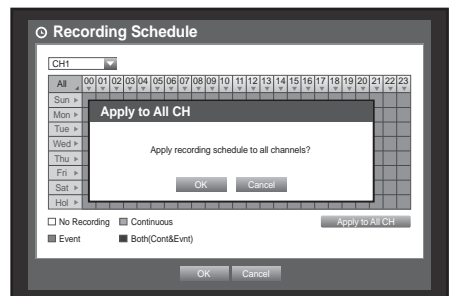 Recording Schedule
CH1
All 00 01 02 03 04 05 06 07 08 09 10 11 12 13 14 15 16 17 18 19 20 21 22 23
Sun
Mon
Tue
Wed
Thu
Fri
Sat
Hol
Apply to All CH
Apply recording schedule to all channels?
OK Cancel
No Recording Continuous Apply to All CH
Event Both(Cont&Evnt)
OK Cancel